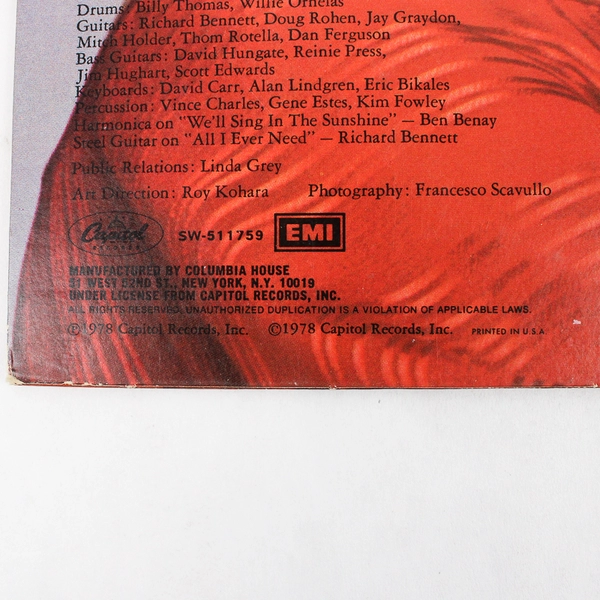 Drums: Billy Thomas, Willie Ornelas
Guitars: Richard Bennett, Doug Rohen, Jay Graydon,
Mitch Holder, Thom Rotella, Dan Ferguson
Bass Guitars: David Hungate, Reinie Press,
Jim Hughart, Scott Edwards
Keyboards: David Carr, Alan Lindgren, Eric Bikales
Percussion: Vince Charles, Gene Estes, Kim Fowley
Harmonica on "We'll Sing In The Sunshine" — Ben Benay
Steel Guitar on "All I Ever Need" — Richard Bennett
Public Relations: Linda Grey
Art Direction: Roy Kohara Photography: Francesco Scavullo
Capitol SW-511759 EMI
MANUFACTURED BY COLUMBIA HOUSE
51 WEST 52ND ST., NEW YORK, N.Y. 10019
UNDER LICENSE FROM CAPITOL RECORDS, INC.
ALL RIGHTS RESERVED. UNAUTHORIZED DUPLICATION IS A VIOLATION OF APPLICABLE LAWS.
℗1978 Capitol Records, Inc. ©1978 Capitol Records, Inc. PRINTED IN U.S.A.